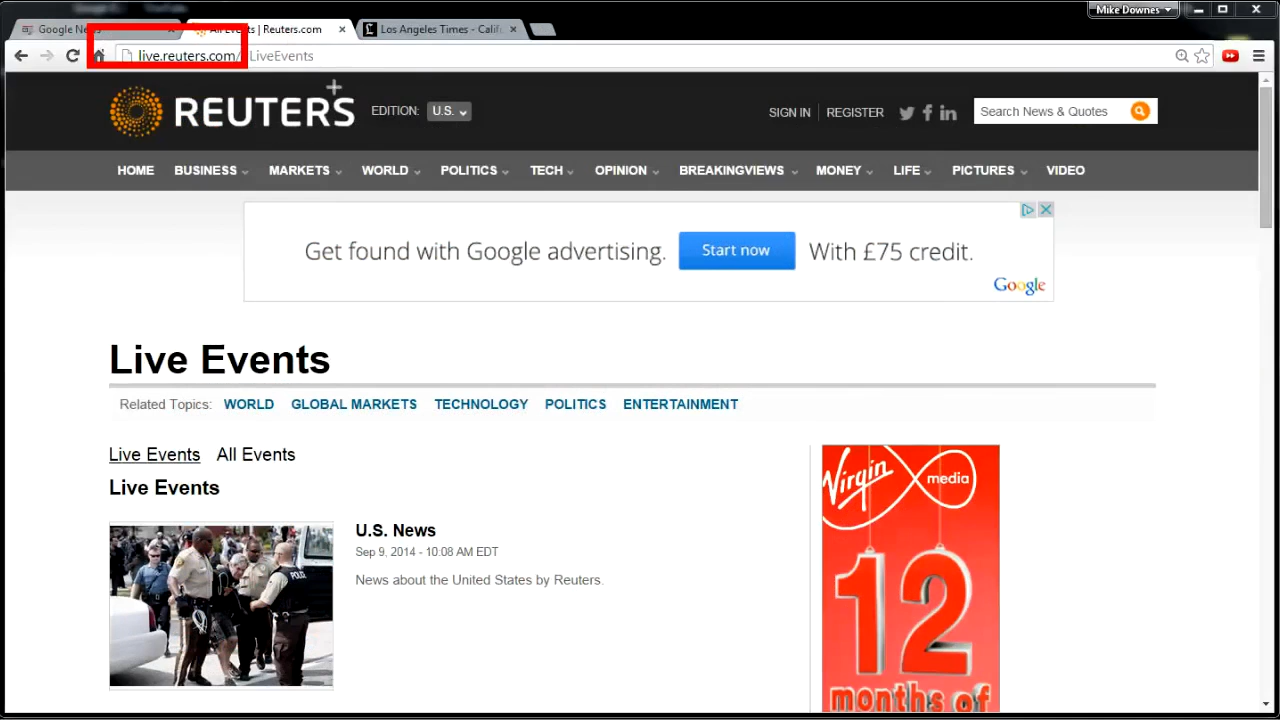 Mike Downes
Google News
All Events | Reuters.com
Los Angeles Times - Calif
live.reuters.com/LiveEvents
REUTERS
EDITION: U.S.
SIGN IN REGISTER
Search News & Quotes
HOME BUSINESS MARKETS WORLD POLITICS TECH OPINION BREAKINGVIEWS MONEY LIFE PICTURES VIDEO
Get found with Google advertising. Start now With £75 credit.
Google
Live Events
Related Topics: WORLD GLOBAL MARKETS TECHNOLOGY POLITICS ENTERTAINMENT
Live Events All Events
Live Events
U.S. News
Sep 9, 2014 - 10:08 AM EDT
News about the United States by Reuters.
Virgin media
12
months of